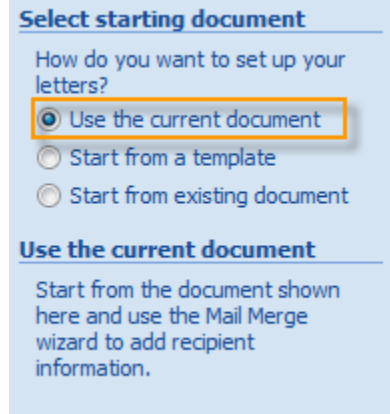 Select starting document
How do you want to set up your
letters?
Use the current document
Start from a template
Start from existing document
Use the current document
Start from the document shown
here and use the Mail Merge
wizard to add recipient
information.